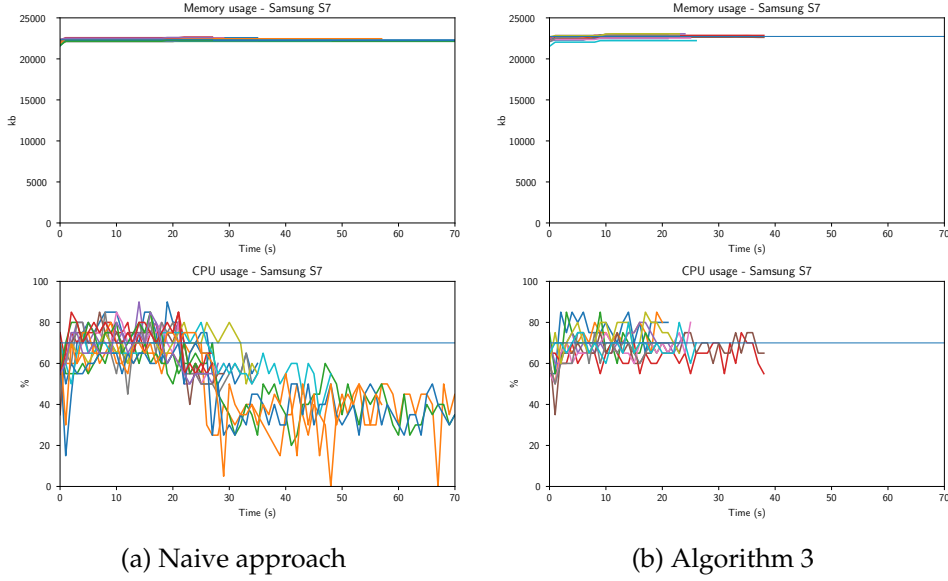 Memory usage - Samsung S7
25000
20000
15000
10000
5000
0
kb
0 10 20 30 40 50 60 70
Time (s)
Memory usage - Samsung S7
25000
20000
15000
10000
5000
0
kb
0 10 20 30 40 50 60 70
Time (s)
CPU usage - Samsung S7
100
80
60
40
20
0
%
0 10 20 30 40 50 60 70
Time (s)
CPU usage - Samsung S7
100
80
60
40
20
0
%
0 10 20 30 40 50 60 70
Time (s)
(a) Naive approach
(b) Algorithm 3